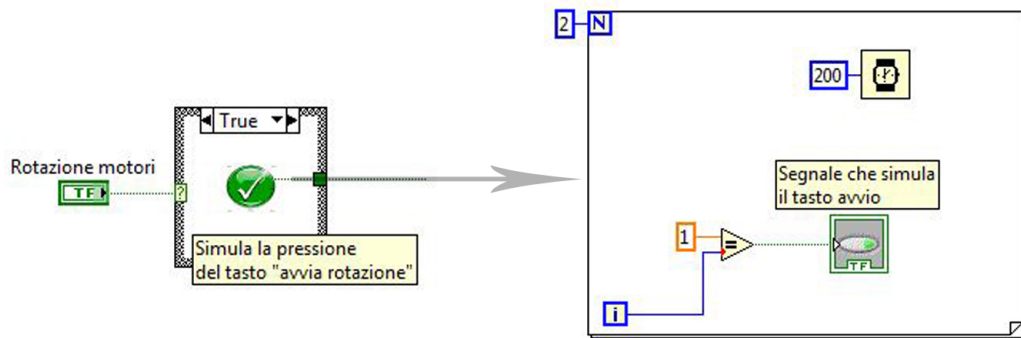 Rotazione motori
TF
True
?
Simula la pressione
del tasto "avvia rotazione"
2
N
200
Segnale che simula
il tasto avvio
1
=
TF
i